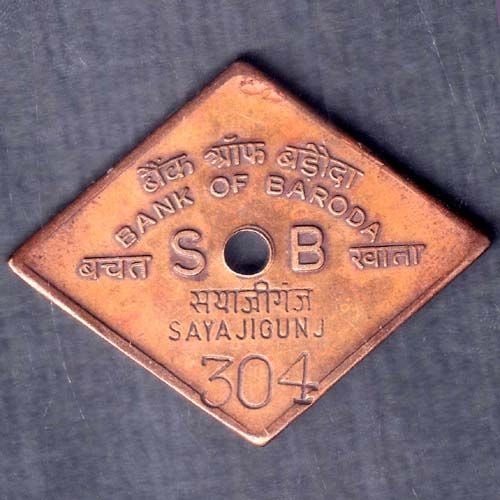 बैंक ऑफ बड़ौदा
BANK OF BARODA
बचत S B खाता
सयाजीगंज
SAYAJIGUNJ
304